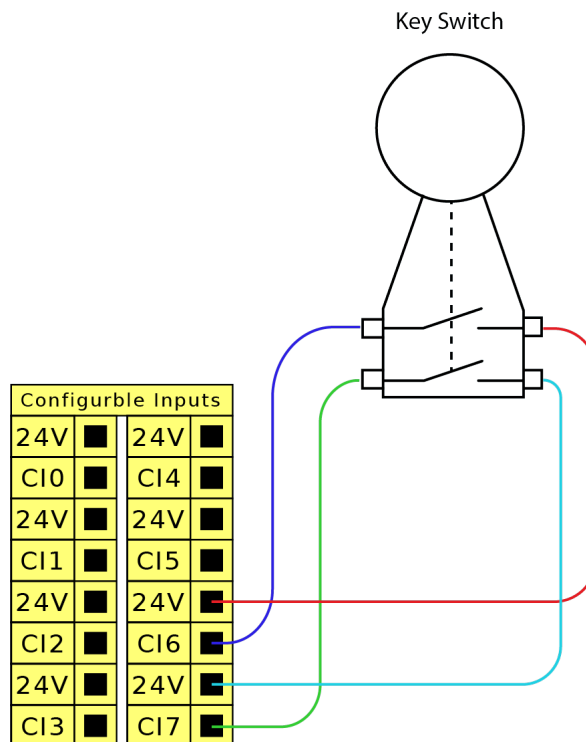 Key Switch
Configurble Inputs
24V 24V
CI0 CI4
24V 24V
CI1 CI5
24V 24V
CI2 CI6
24V 24V
CI3 CI7